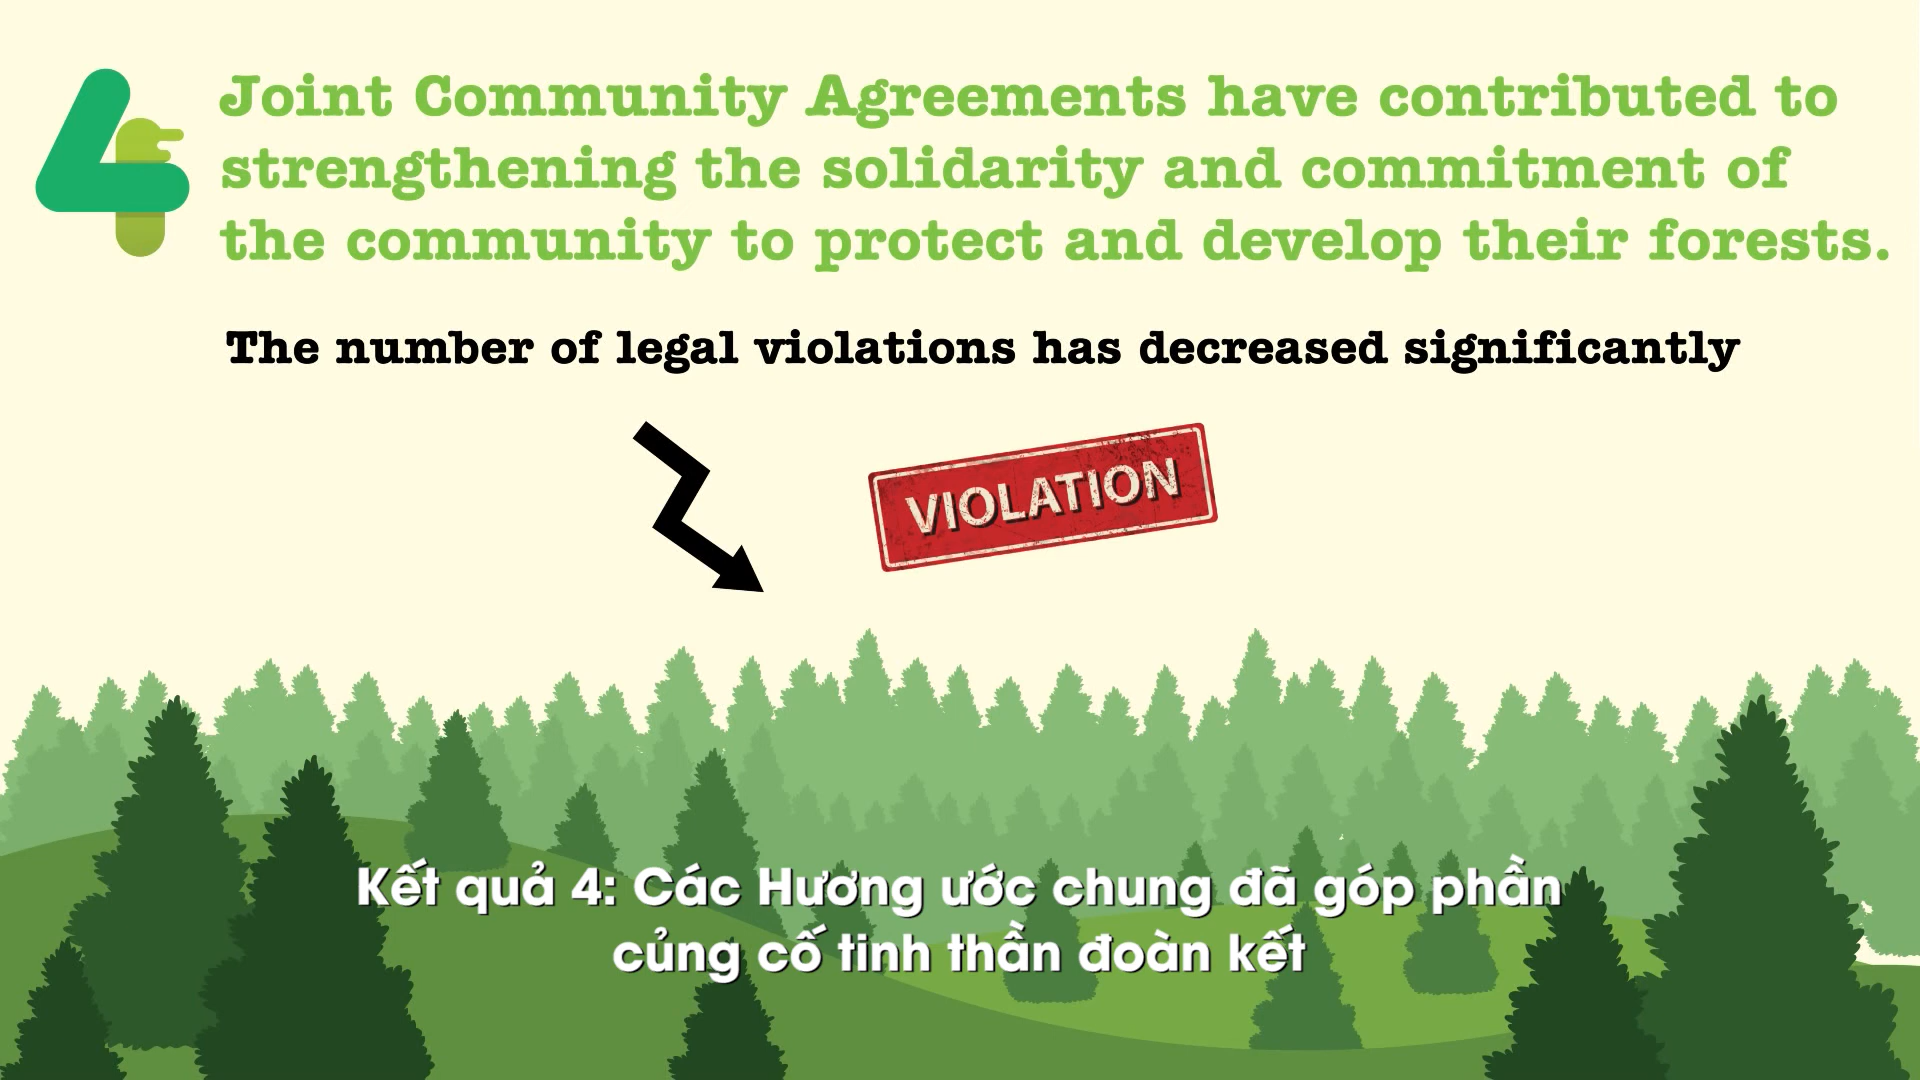 4
Joint Community Agreements have contributed to
strengthening the solidarity and commitment of
the community to protect and develop their forests.
The number of legal violations has decreased significantly
VIOLATION
Kết quả 4: Các Hương ước chung đã góp phần
củng cố tinh thần đoàn kết